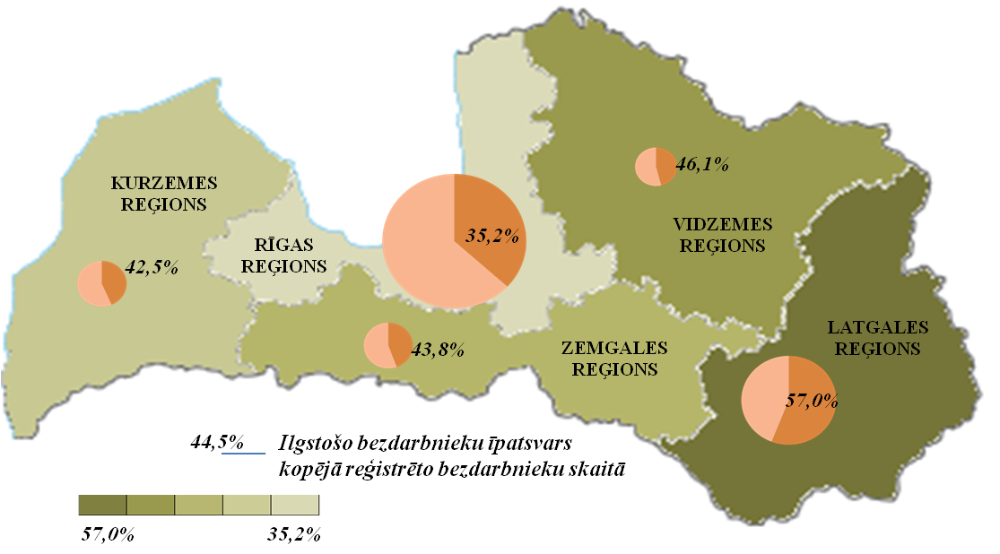 KURZEMES
REĢIONS
42,5%
RĪGAS
REĢIONS
35,2%
46,1%
VIDZEMES
REĢIONS
43,8%
ZEMGALES
REĢIONS
LATGALES
REĢIONS
57,0%
44,5% Ilgstošo bezdarbnieku īpatsvars
kopējā reģistrēto bezdarbnieku skaitā
57,0% 35,2%